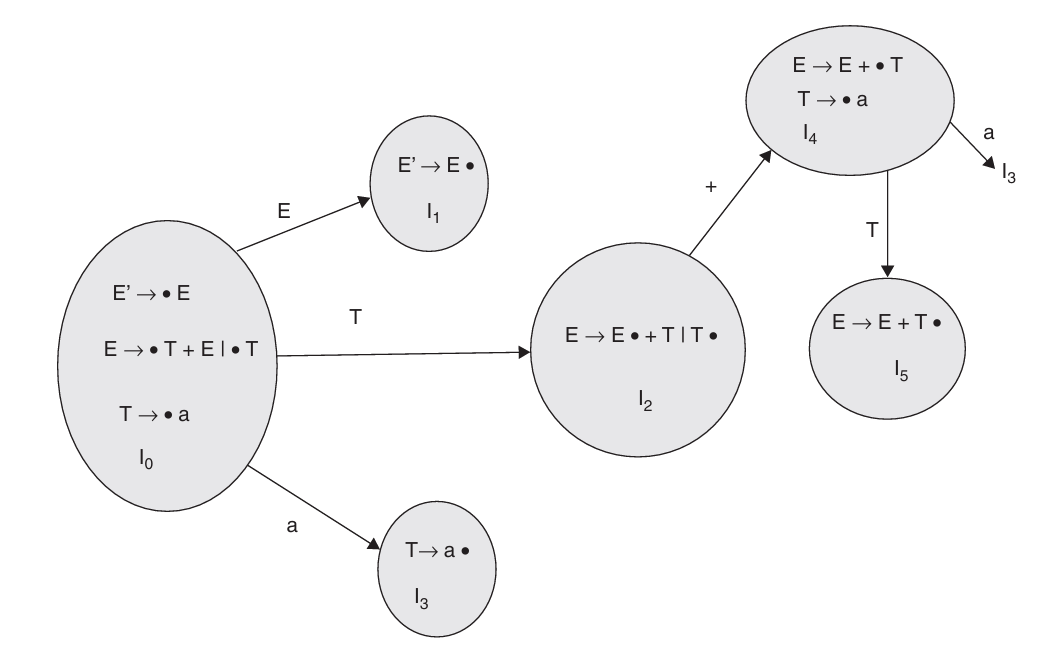 E → E + • T
T → • a
I4
a
I3
E' → E •
I1
E
+
T
E' → • E
E → • T + E | • T
T → • a
I0
T
E → E • + T | T •
I2
E → E + T •
I5
a
T→ a •
I3